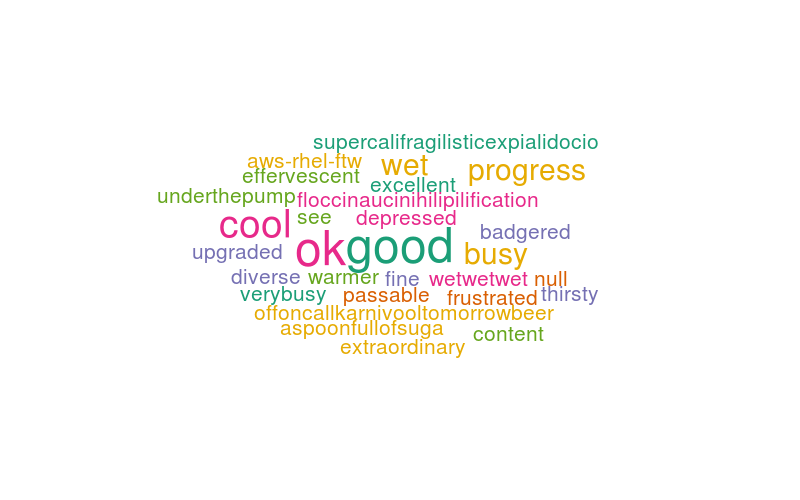 supercalifragilisticexpialidocio
aws-rhel-ftw wet progress
effervescent excellent
underthepump floccinaucinihilipilification
cool see depressed
upgraded ok good busy badgered
diverse warmer fine wetwetwet null
verybusy passable frustrated thirsty
offoncallkarnivooltomorrowbeer
aspoonfullofsuga content
extraordinary